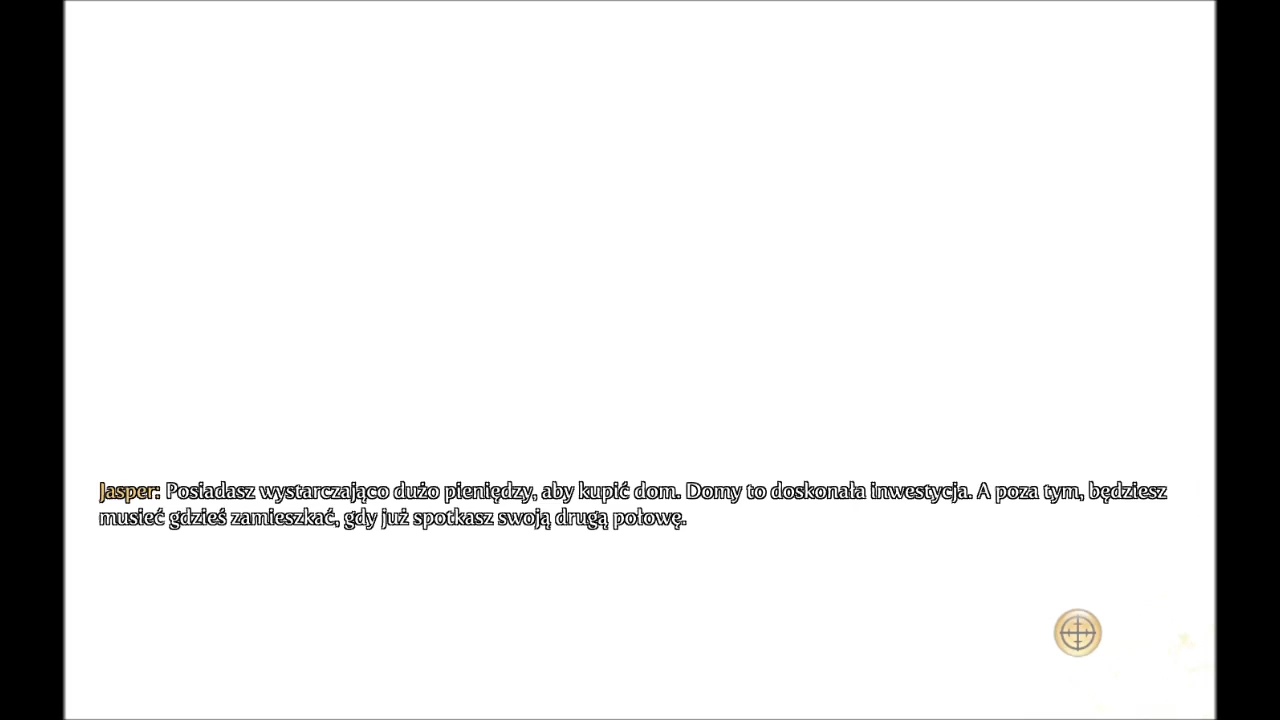 Jasper: Posiadasz wystarczająco dużo pieniędzy, aby kupić dom. Domy to doskonała inwestycja. A poza tym, będziesz
musieć gdzieś zamieszkać, gdy już spotkasz swoją drugą połowę.